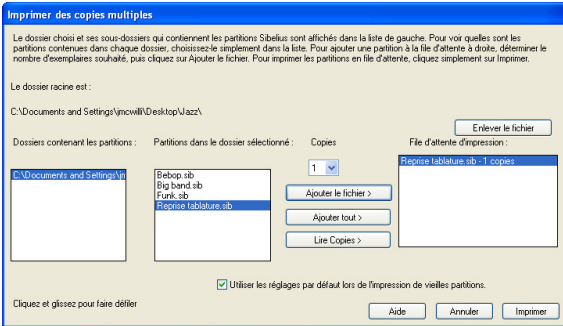 Imprimer des copies multiples
Le dossier choisi et ses sous-dossiers qui contiennent les partitions Sibelius sont affichés dans la liste de gauche. Pour voir quelles sont les
partitions contenues dans chaque dossier, choisissez-le simplement dans la liste. Pour ajouter une partition à la file d'attente à droite, déterminer le
nombre d'exemplaires souhaité, puis cliquez sur Ajouter le fichier. Pour imprimer les partitions en file d'attente, cliquez simplement sur Imprimer.
Le dossier racine est :
C:\Documents and Settings\jmcwilli\Desktop\Jazz\
Enlever le fichier
Dossiers contenant les partitions :
Partitions dans le dossier sélectionné :
Copies
File d'attente d'impression :
C:\Documents and Settings\jn
Bebop.sib
Big band.sib
Funk.sib
Reprise tablature.sib
1
Ajouter le fichier >
Ajouter tout >
Lire Copies >
Reprise tablature.sib - 1 copies
Utiliser les réglages par défaut lors de l'impression de vieilles partitions.
Cliquez et glissez pour faire défiler
Aide
Annuler
Imprimer